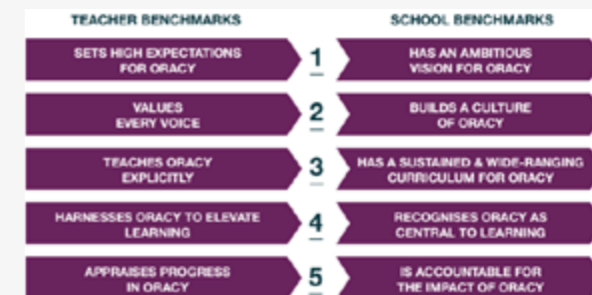 TEACHER BENCHMARKS
SCHOOL BENCHMARKS
SETS HIGH EXPECTATIONS
FOR ORACY
1
HAS AN AMBITIOUS
VISION FOR ORACY
VALUES
EVERY VOICE
2
BUILDS A CULTURE
OF ORACY
TEACHES ORACY
EXPLICITLY
3
HAS A SUSTAINED & WIDE-RANGING
CURRICULUM FOR ORACY
HARNESSES ORACY TO ELEVATE
LEARNING
4
RECOGNISES ORACY AS
CENTRAL TO LEARNING
APPRAISES PROGRESS
IN ORACY
5
IS ACCOUNTABLE FOR
THE IMPACT OF ORACY